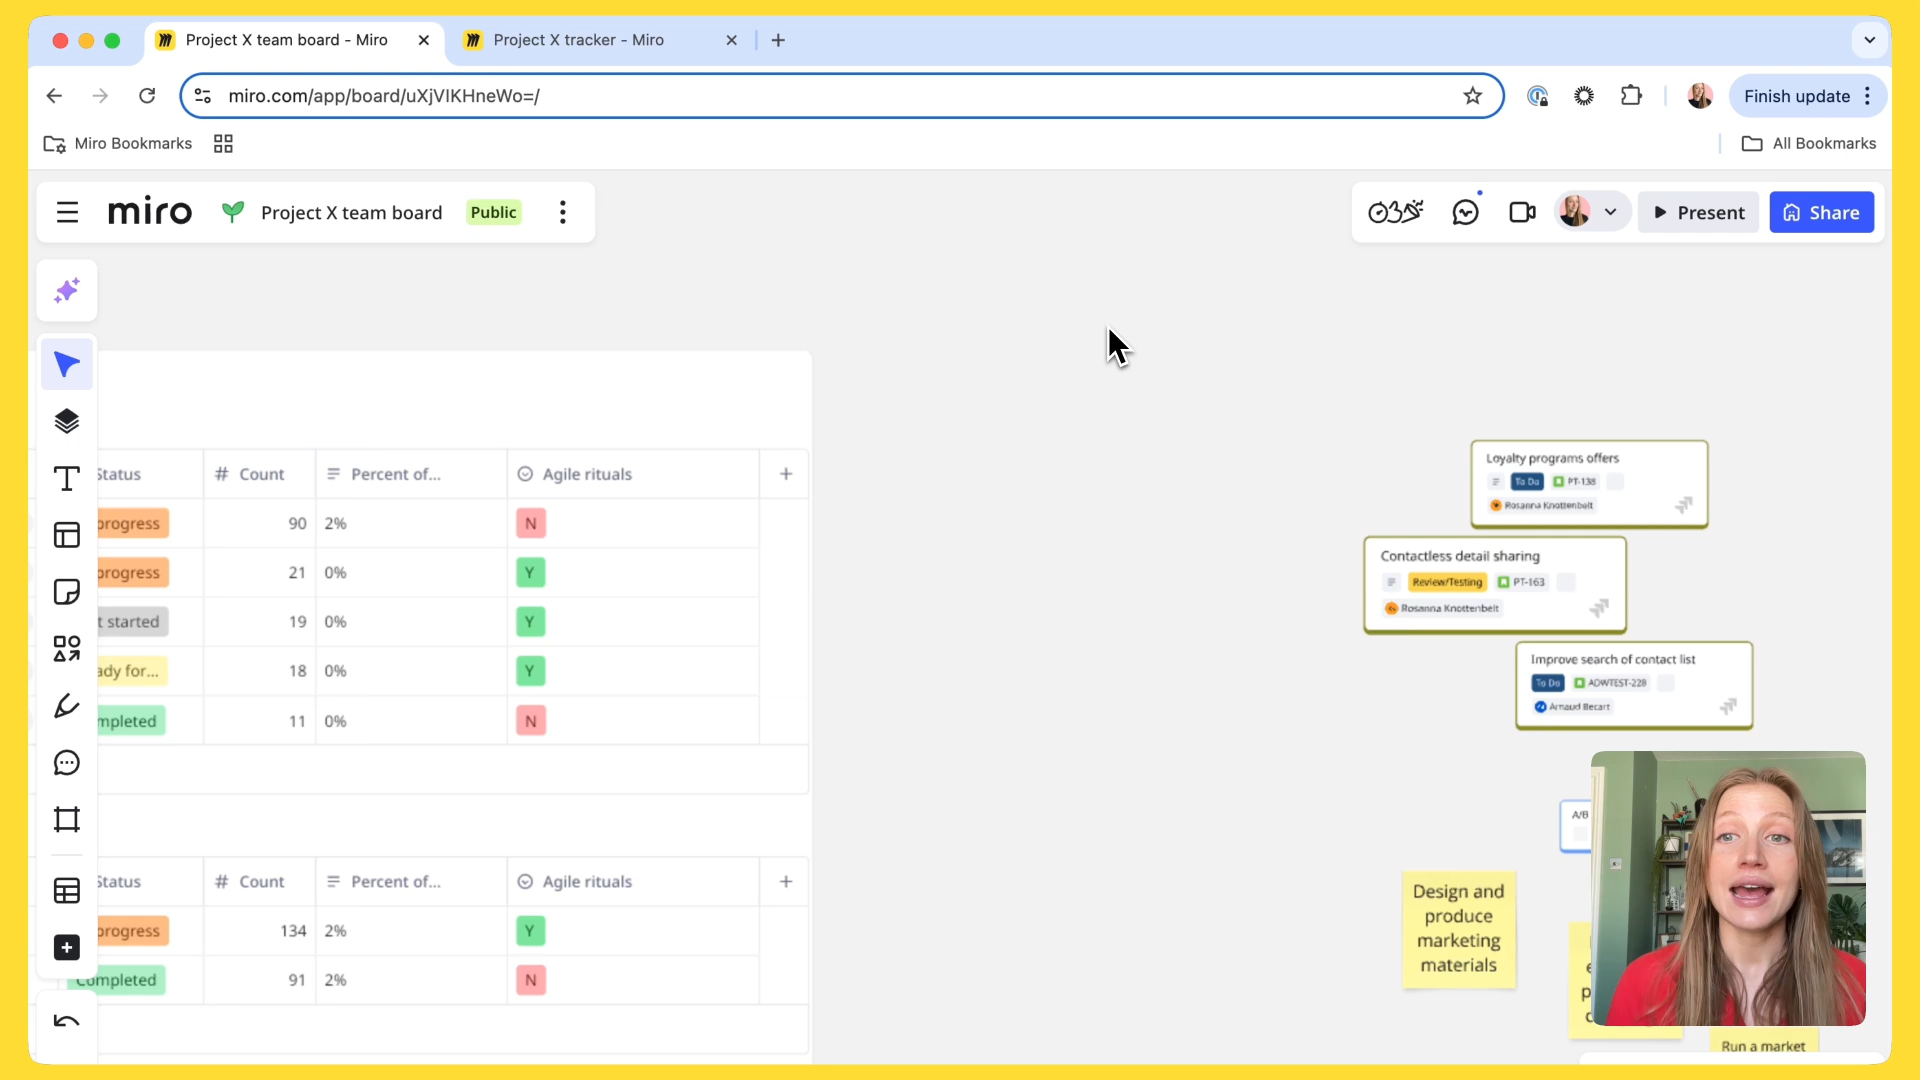 Project X team board - Miro
Project X tracker - Miro
miro.com/app/board/uXjVIKHneWo=/
Finish update
Miro Bookmarks
All Bookmarks
miro
Project X team board
Public
Present
Share
Status
# Count
Percent of...
Agile rituals
progress
90
2%
N
progress
21
0%
Y
t started
19
0%
Y
ady for...
18
0%
Y
mpleted
11
0%
N
Status
# Count
Percent of...
Agile rituals
progress
134
2%
Y
Completed
91
2%
N
Loyalty programs offers
To Do
PT-138
Rosanna Knottenbelt
Contactless detail sharing
Review/Testing
PT-163
Rosanna Knottenbelt
Improve search of contact list
To Do
ADWTEST-228
Arnaud Becart
A/B
Design and
produce
marketing
materials
Run a market